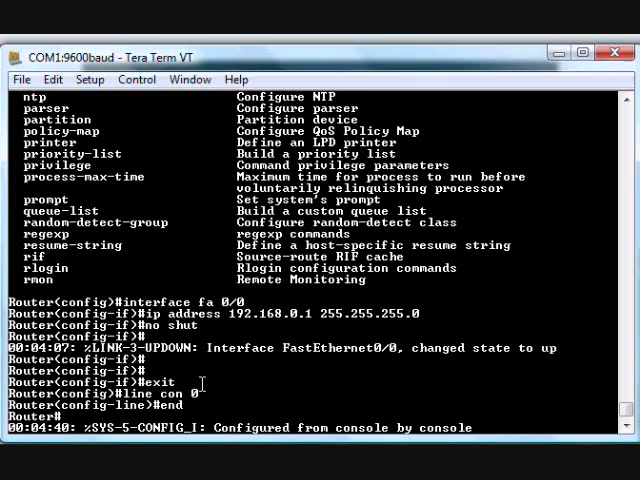 COM1:9600baud - Tera Term VT
File Edit Setup Control Window Help
ntp Configure NTP
parser Configure parser
partition Partition device
policy-map Configure QoS Policy Map
printer Define an LPD printer
priority-list Build a priority list
privilege Command privilege parameters
process-max-time Maximum time for process to run before
voluntarily relinquishing processor
prompt Set system's prompt
queue-list Build a custom queue list
random-detect-group Configure random-detect class
regexp regexp commands
resume-string Define a host-specific resume string
rif Source-route RIF cache
rlogin Rlogin configuration commands
rmon Remote Monitoring
Router(config)#interface fa 0/0
Router(config-if)#ip address 192.168.0.1 255.255.255.0
Router(config-if)#no shut
Router(config-if)#
00:04:07: %LINK-3-UPDOWN: Interface FastEthernet0/0, changed state to up
Router(config-if)#
Router(config-if)#
Router(config-if)#exit
Router(config)#line con 0
Router(config-line)#end
Router#
00:04:40: %SYS-5-CONFIG_I: Configured from console by console